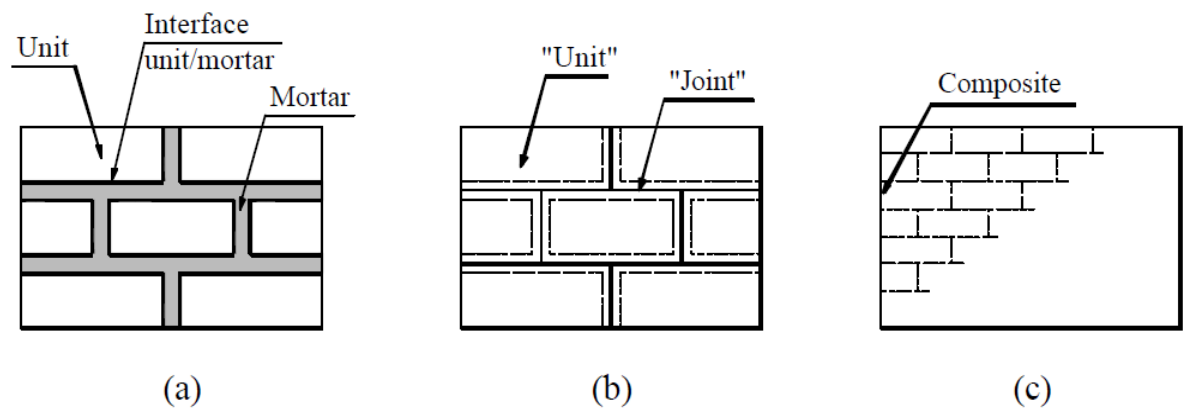 Unit
Interface
unit/mortar
Mortar
"Unit"
"Joint"
Composite
(a)
(b)
(c)